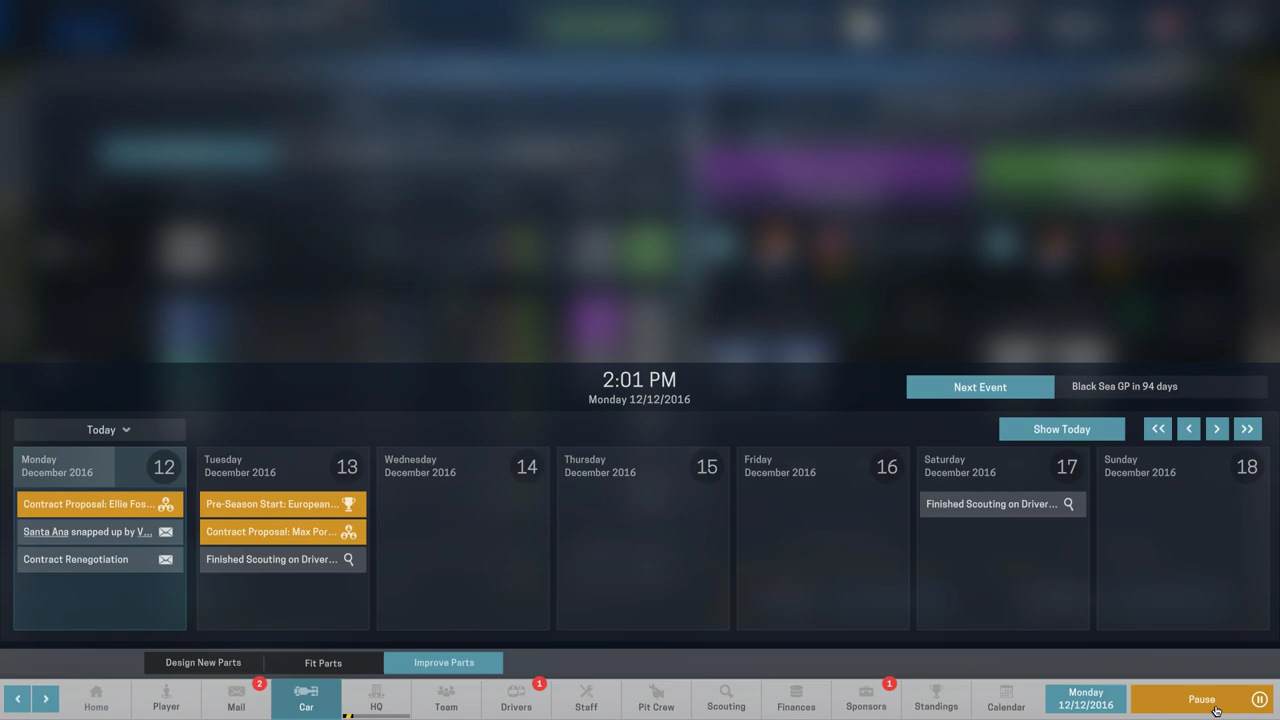 2:01 PM
Monday 12/12/2016
Next Event
Black Sea GP in 94 days
Today
Show Today
Monday
December 2016
12
Tuesday
December 2016
13
Wednesday
December 2016
14
Thursday
December 2016
15
Friday
December 2016
16
Saturday
December 2016
17
Sunday
December 2016
18
Contract Proposal: Ellie Fos...
Santa Ana snapped up by V...
Contract Renegotiation
Pre-Season Start: European...
Contract Proposal: Max Por...
Finished Scouting on Driver...
Finished Scouting on Driver...
Design New Parts
Fit Parts
Improve Parts
Home
Player
2
Mail
Car
HQ
Team
1
Drivers
Staff
Pit Crew
Scouting
Finances
1
Sponsors
Standings
Calendar
Monday
12/12/2016
Pause